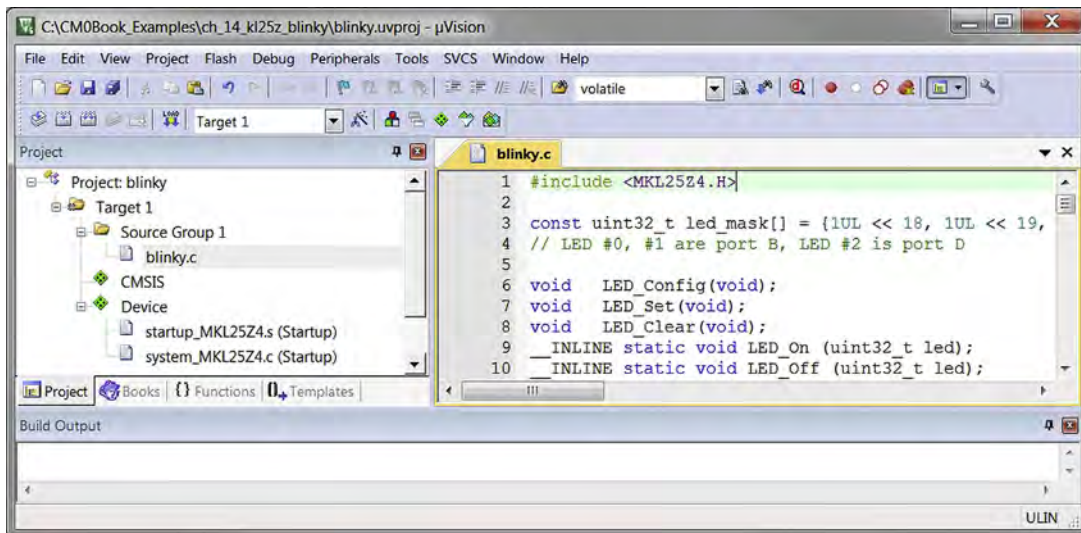 C:\CM0Book_Examples\ch_14_kl25z_blinky\blinky.uvproj - µVision
File Edit View Project Flash Debug Peripherals Tools SVCS Window Help
volatile
Target 1
Project
Project: blinky
Target 1
Source Group 1
blinky.c
CMSIS
Device
startup_MKL25Z4.s (Startup)
system_MKL25Z4.c (Startup)
Project Books {} Functions 0 Templates
blinky.c
1 #include <MKL25Z4.H>
2
3 const uint32_t led_mask[] = {1UL << 18, 1UL << 19,
4 // LED #0, #1 are port B, LED #2 is port D
5
6 void LED_Config(void);
7 void LED_Set(void);
8 void LED_Clear(void);
9 __INLINE static void LED_On (uint32_t led);
10 __INLINE static void LED_Off (uint32_t led);
Build Output
ULIN